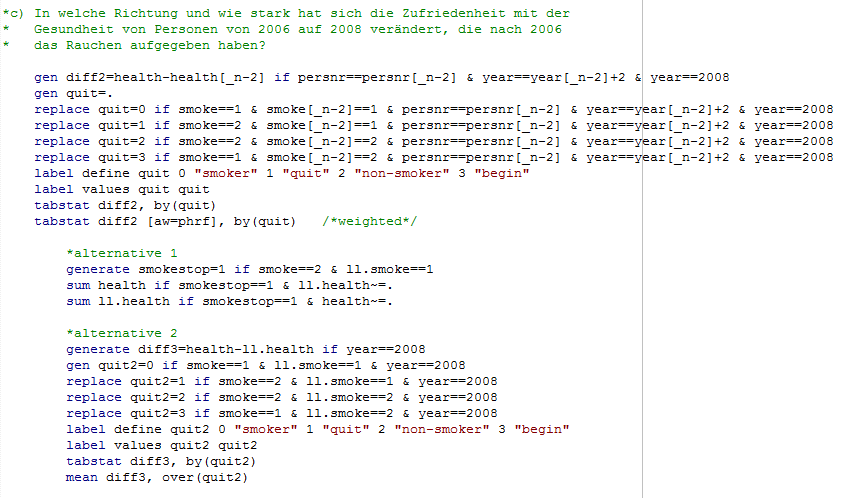 *c) In welche Richtung und wie stark hat sich die Zufriedenheit mit der
*   Gesundheit von Personen von 2006 auf 2008 verändert, die nach 2006
*   das Rauchen aufgegeben haben?
gen diff2=health-health[_n-2] if persnr==persnr[_n-2] & year==year[_n-2]+2 & year==2008
gen quit=.
replace quit=0 if smoke==1 & smoke[_n-2]==1 & persnr==persnr[_n-2] & year==year[_n-2]+2 & year==2008
replace quit=1 if smoke==2 & smoke[_n-2]==1 & persnr==persnr[_n-2] & year==year[_n-2]+2 & year==2008
replace quit=2 if smoke==2 & smoke[_n-2]==2 & persnr==persnr[_n-2] & year==year[_n-2]+2 & year==2008
replace quit=3 if smoke==1 & smoke[_n-2]==2 & persnr==persnr[_n-2] & year==year[_n-2]+2 & year==2008
label define quit 0 "smoker" 1 "quit" 2 "non-smoker" 3 "begin"
label values quit quit
tabstat diff2, by(quit)
tabstat diff2 [aw=phrf], by(quit)   /*weighted*/
*alternative 1
generate smokestop=1 if smoke==2 & ll.smoke==1
sum health if smokestop==1 & ll.health~=.
sum ll.health if smokestop==1 & health~=.
*alternative 2
generate diff3=health-ll.health if year==2008
gen quit2=0 if smoke==1 & ll.smoke==1 & year==2008
replace quit2=1 if smoke==2 & ll.smoke==1 & year==2008
replace quit2=2 if smoke==2 & ll.smoke==2 & year==2008
replace quit2=3 if smoke==1 & ll.smoke==2 & year==2008
label define quit2 0 "smoker" 1 "quit" 2 "non-smoker" 3 "begin"
label values quit2 quit2
tabstat diff3, by(quit2)
mean diff3, over(quit2)